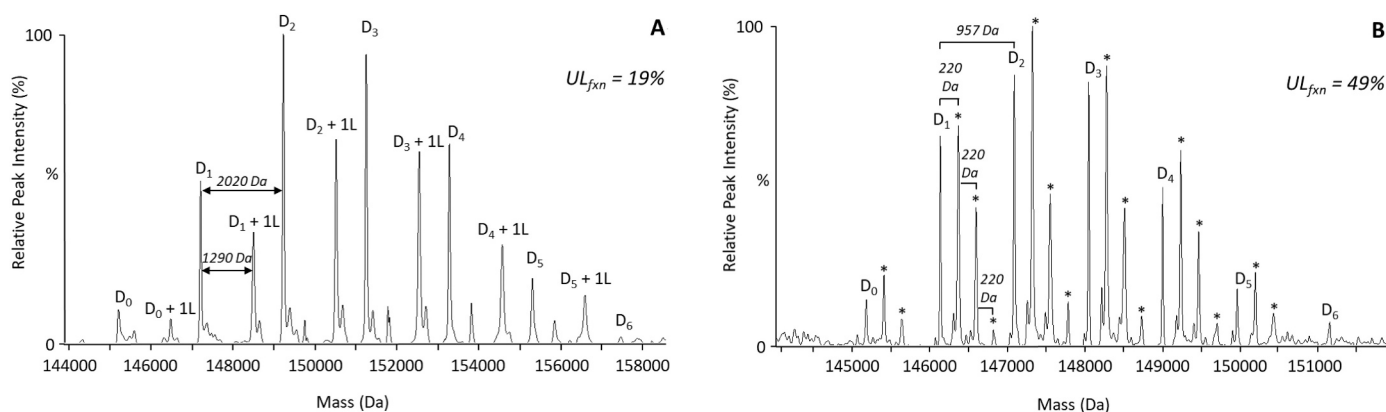 A
UL_fxn = 19%
Relative Peak Intensity (%)
100
%
0
D₀
D₀ + 1L
D₁
2020 Da
D₁ + 1L
1290 Da
D₂
D₂ + 1L
D₃
D₃ + 1L
D₄
D₄ + 1L
D₅
D₅ + 1L
D₆
144000 146000 148000 150000 152000 154000 156000 158000
Mass (Da)
B
UL_fxn = 49%
Relative Peak Intensity (%)
100
%
0
957 Da
220
Da
220
Da
220
Da
D₀
* *
D₁
* * *
D₂
* * *
D₃
* * *
D₄
* * *
D₅
* *
D₆
145000 146000 147000 148000 149000 150000 151000
Mass (Da)